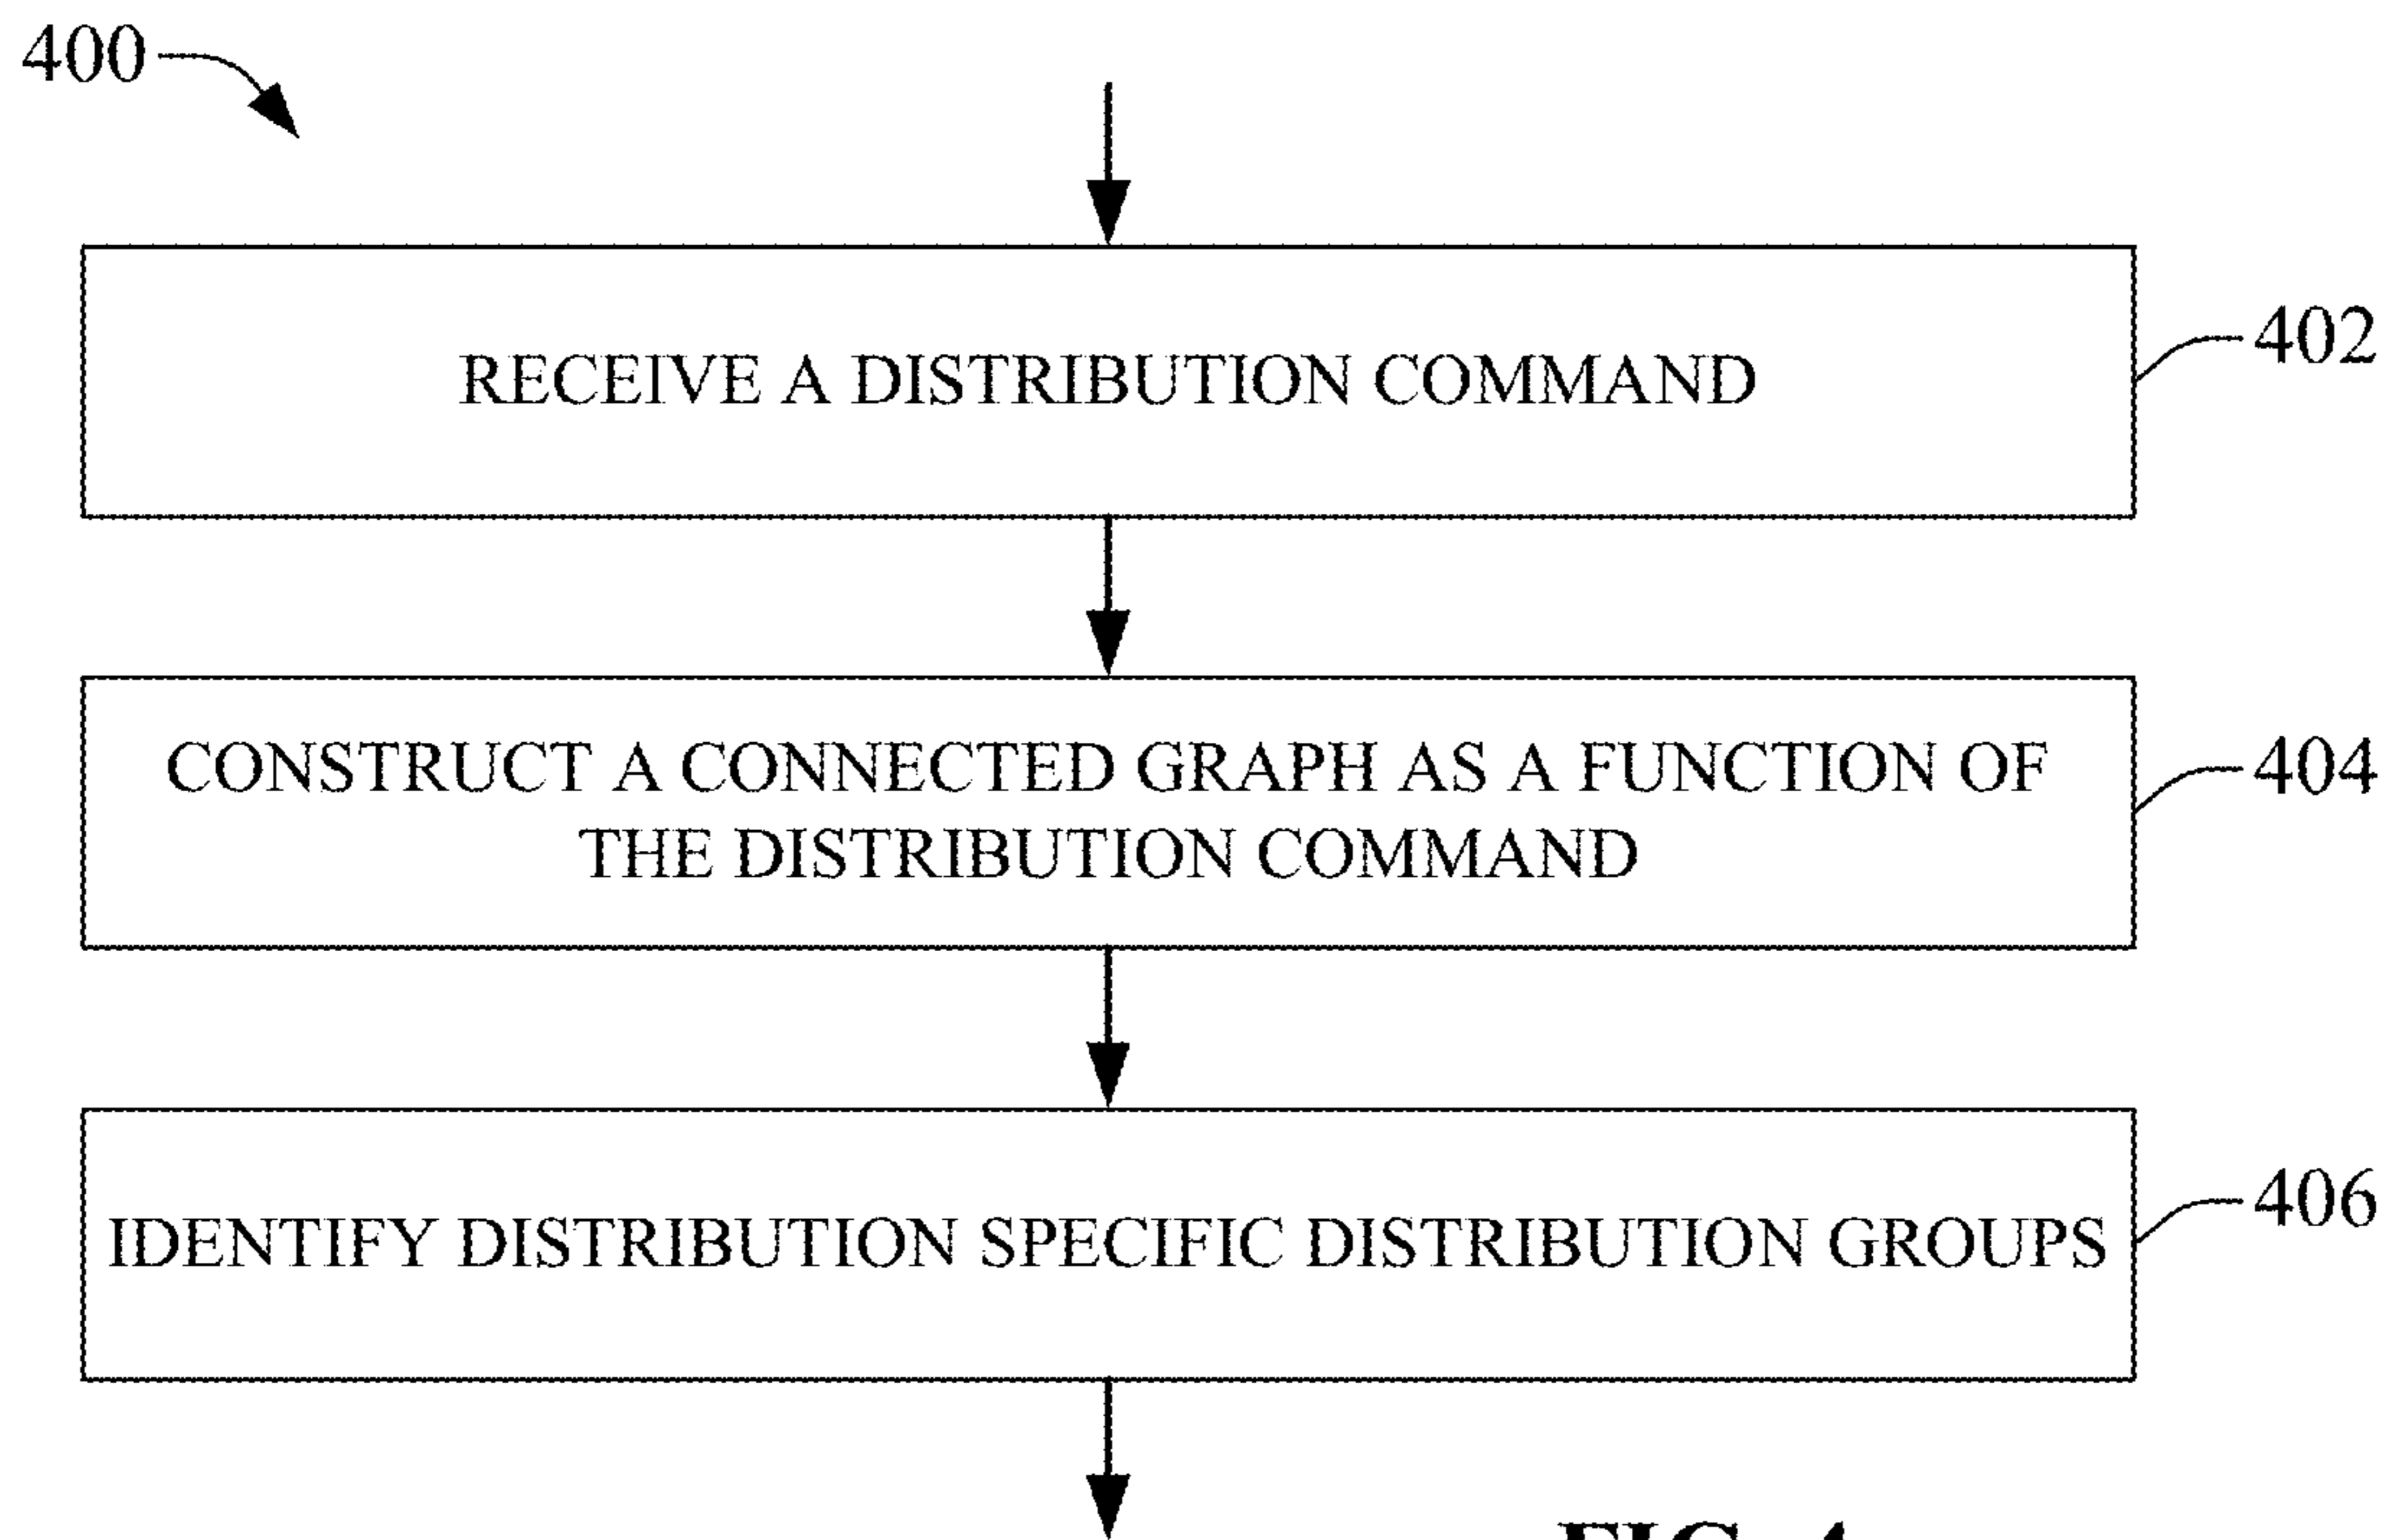 400
RECEIVE A DISTRIBUTION COMMAND
402
CONSTRUCT A CONNECTED GRAPH AS A FUNCTION OF
THE DISTRIBUTION COMMAND
404
IDENTIFY DISTRIBUTION SPECIFIC DISTRIBUTION GROUPS
406